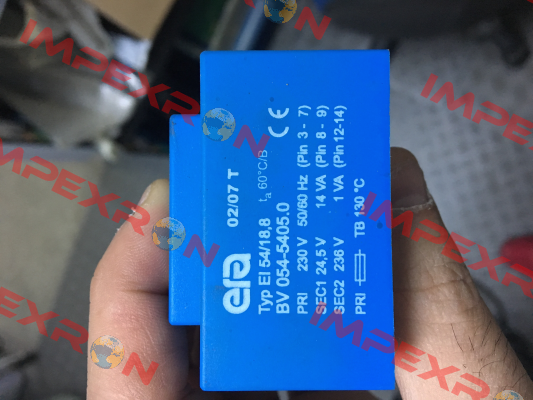 era 02/07 T
Typ EI 54/18,8 ta 60°C/B
BV 054-5405.0 CE
PRI 230 V 50/60 Hz (Pin 3 - 7)
SEC1 24,5 V 14 VA (Pin 8 - 9)
SEC2 236 V 1 VA (Pin 12-14)
PRI TB 130 °C
IMPEXRON
IMPEXRON
IMPEXRON
IMPEXRON
IMPEXRON
IMPEXRON